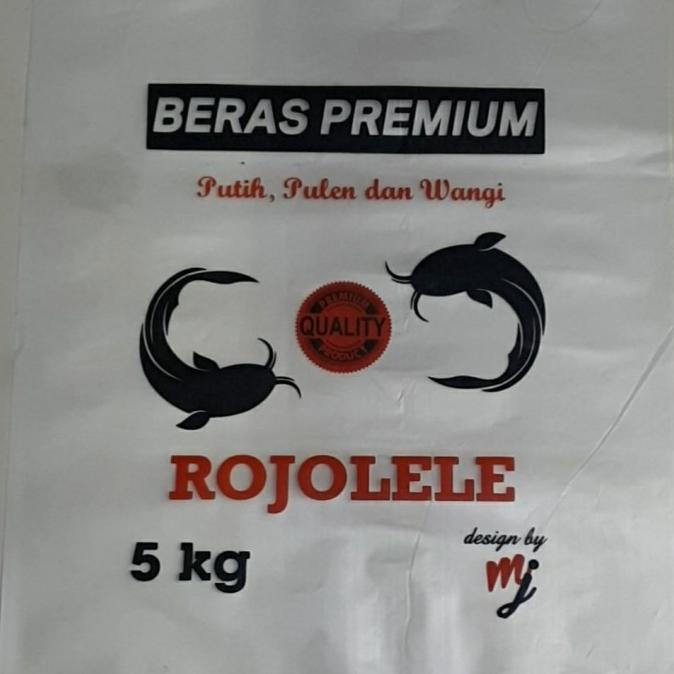 BERAS PREMIUM
Putih, Pulen dan Wangi
PREMIUM
QUALITY
PRODUCT
ROJOLELE
5 kg
design by
mj